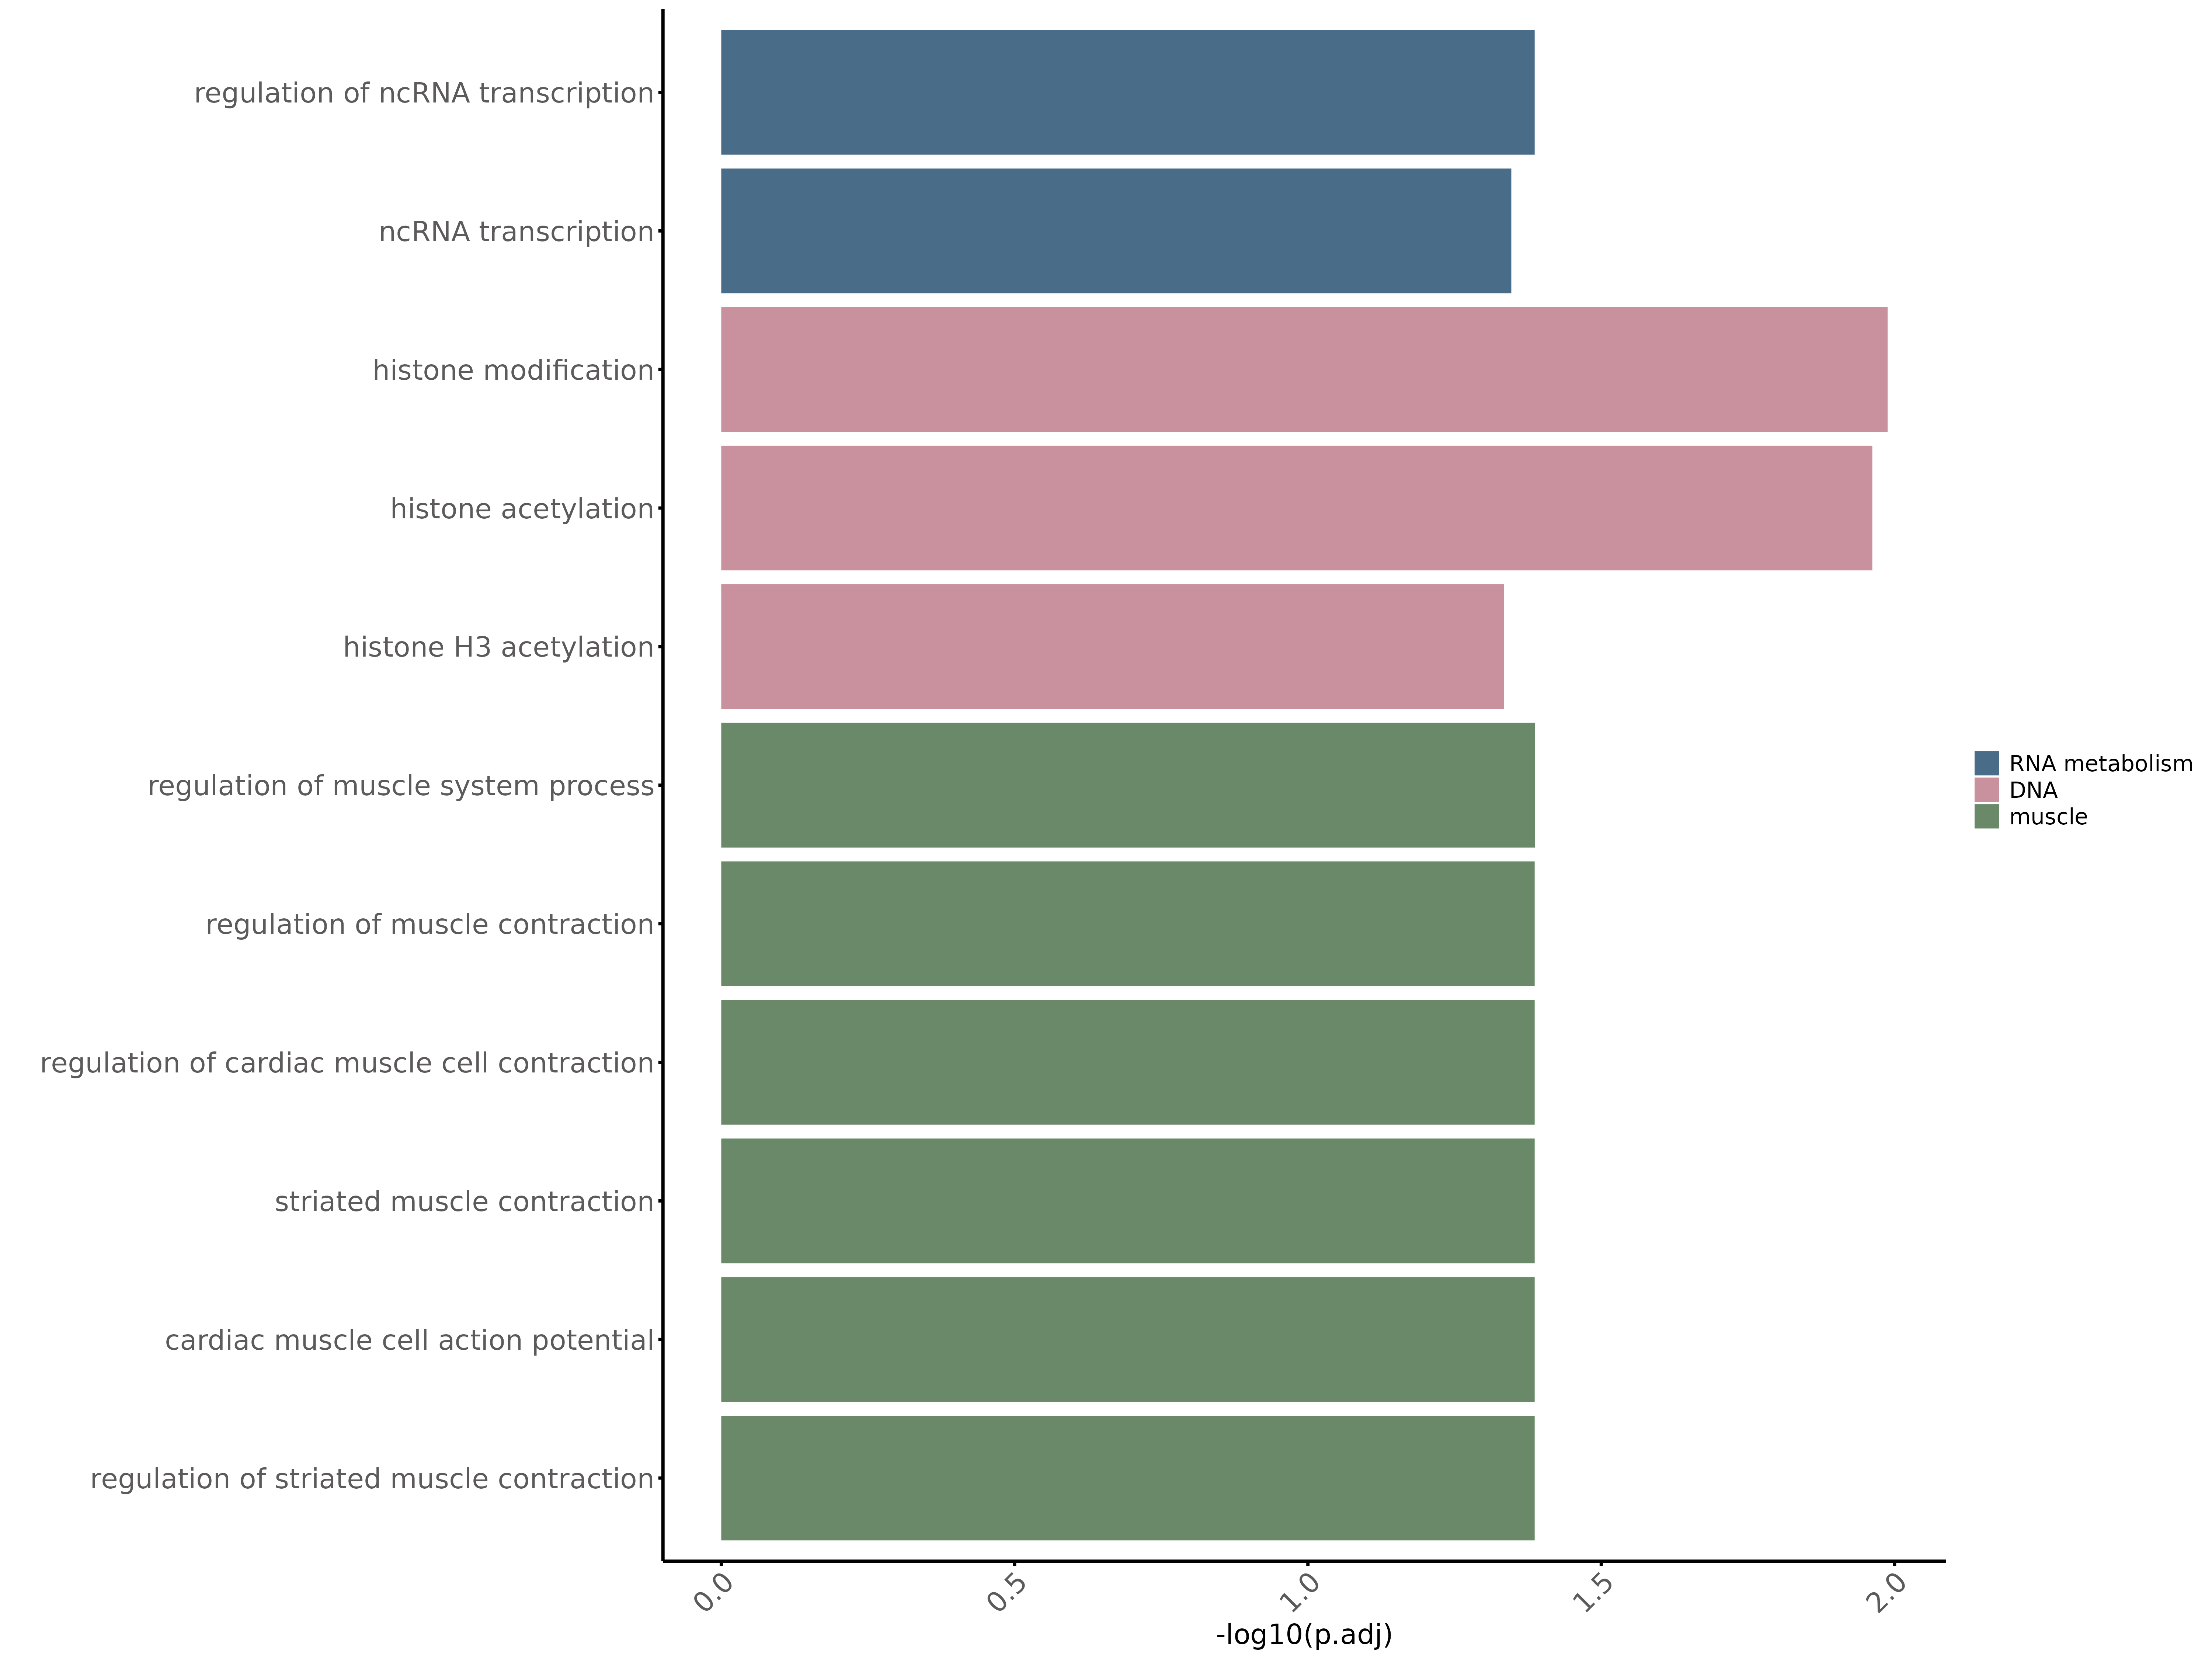 regulation of ncRNA transcription
ncRNA transcription
histone modification
histone acetylation
histone H3 acetylation
regulation of muscle system process
regulation of muscle contraction
regulation of cardiac muscle cell contraction
striated muscle contraction
cardiac muscle cell action potential
regulation of striated muscle contraction
0.0
0.5
1.0
1.5
2.0
-log10(p.adj)
RNA metabolism
DNA
muscle